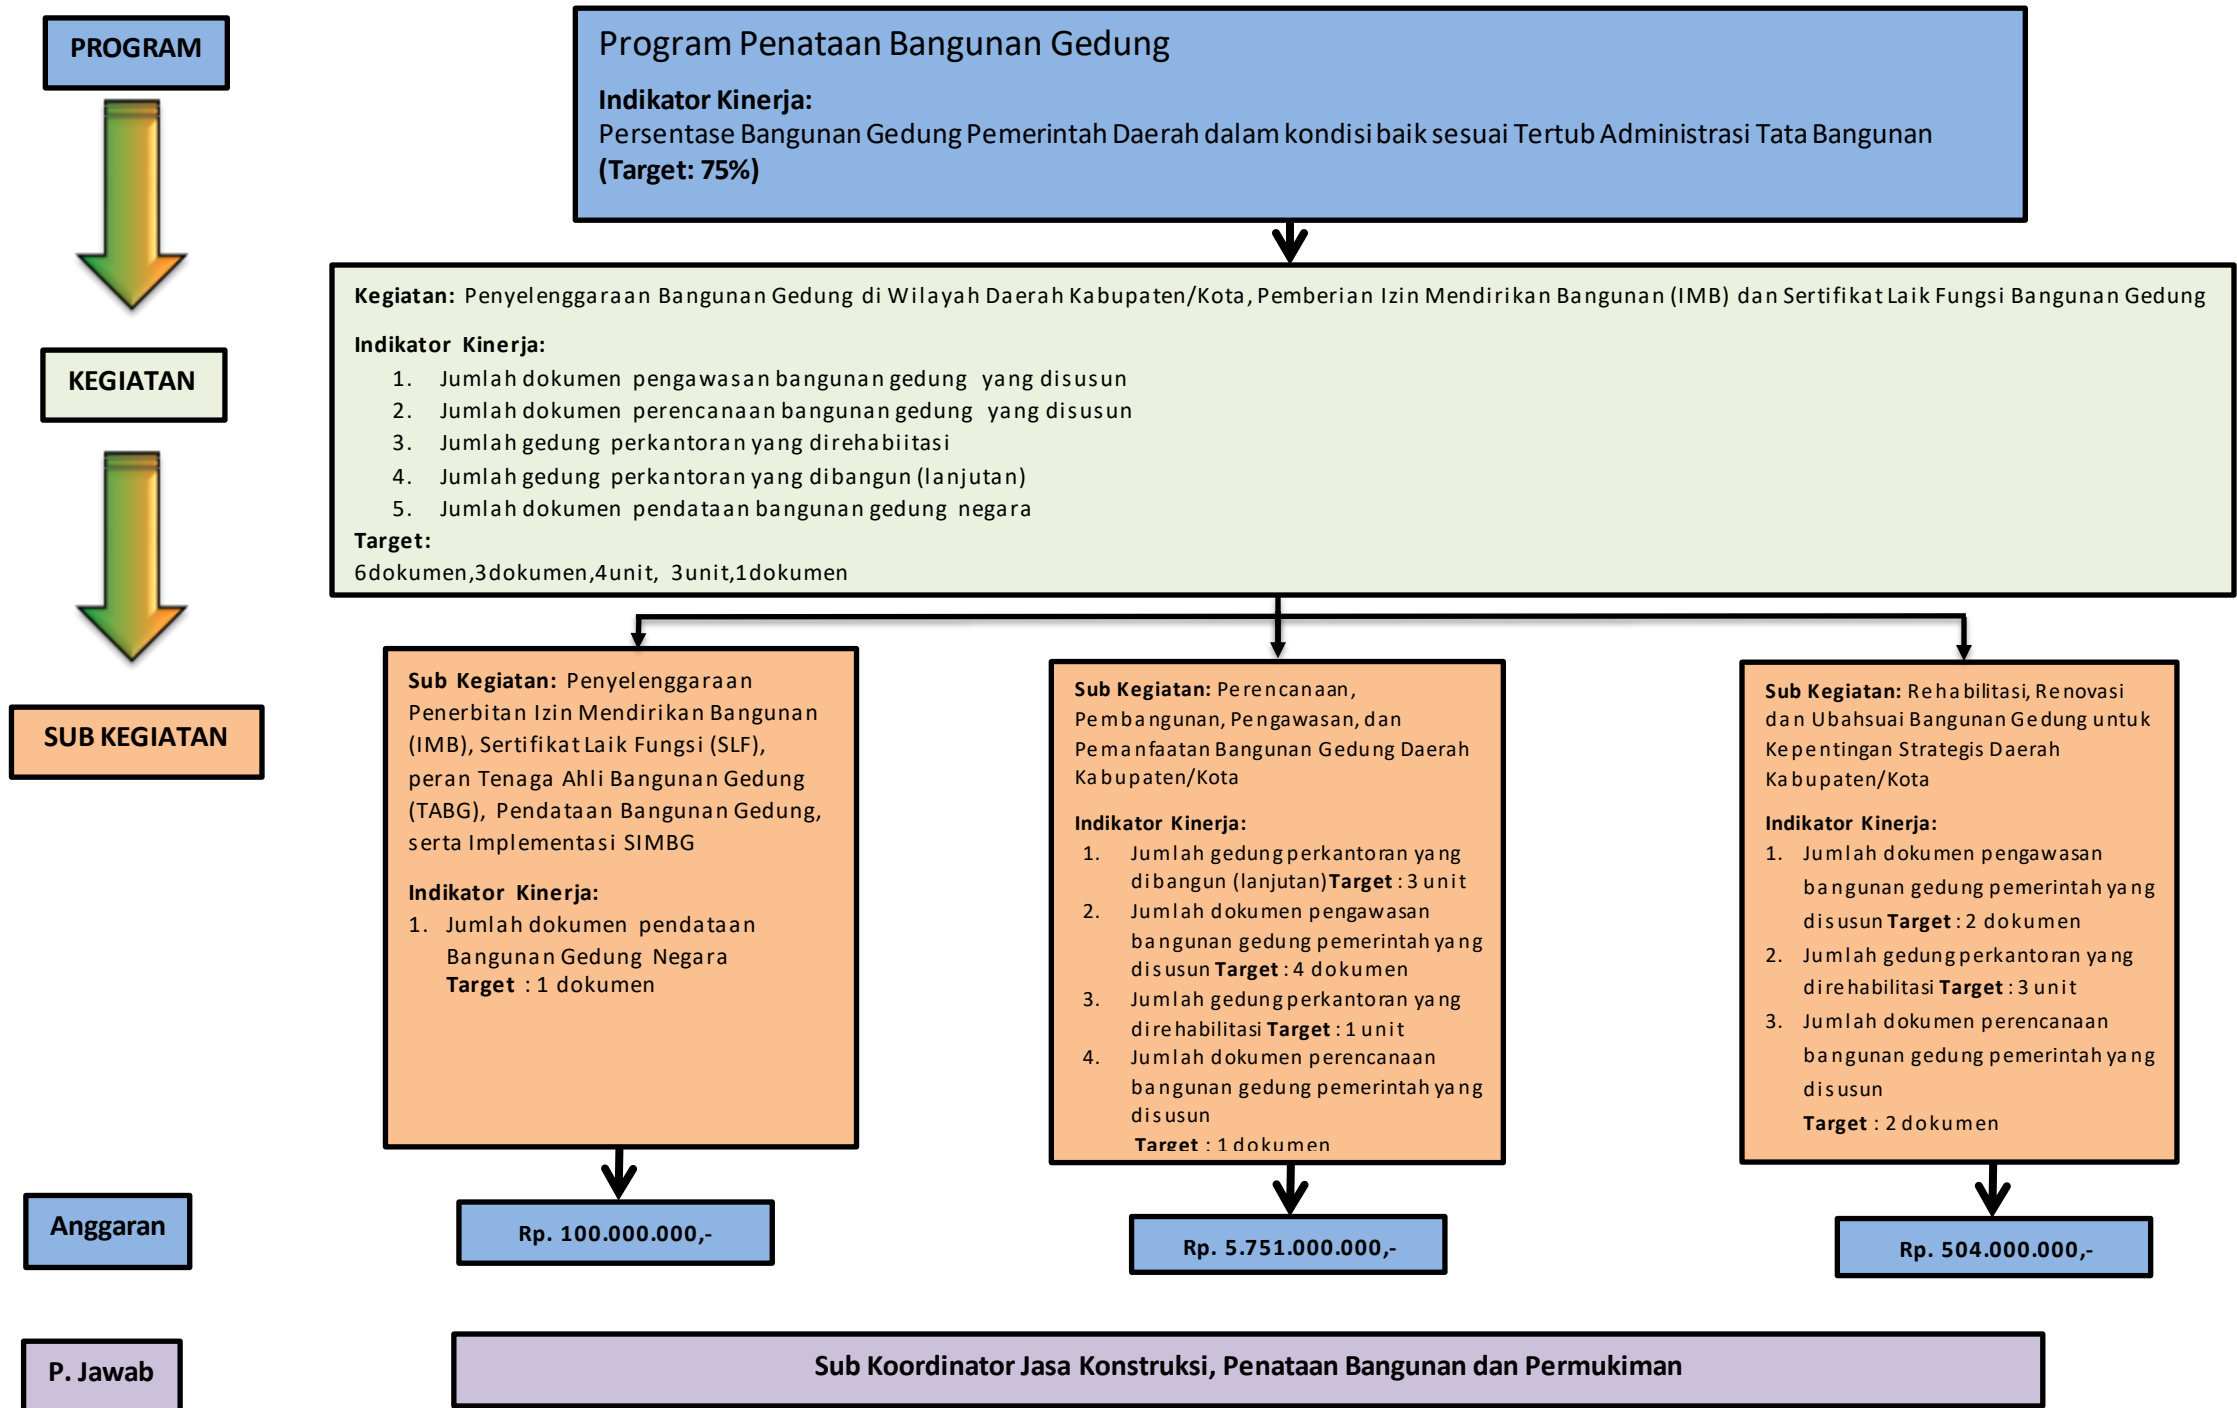 PROGRAM
Program Penataan Bangunan Gedung
Indikator Kinerja:
Persentase Bangunan Gedung Pemerintah Daerah dalam kondisi baik sesuai Tertub Administrasi Tata Bangunan
(Target: 75%)
Kegiatan: Penyelenggaraan Bangunan Gedung di Wilayah Daerah Kabupaten/Kota, Pemberian Izin Mendirikan Bangunan (IMB) dan Sertifikat Laik Fungsi Bangunan Gedung
Indikator Kinerja:
1. Jumlah dokumen pengawasan bangunan gedung yang disusun
2. Jumlah dokumen perencanaan bangunan gedung yang disusun
3. Jumlah gedung perkantoran yang direhabiitasi
4. Jumlah gedung perkantoran yang dibangun (lanjutan)
5. Jumlah dokumen pendataan bangunan gedung negara
Target:
6dokumen,3dokumen,4unit, 3unit,1dokumen
KEGIATAN
SUB KEGIATAN
Sub Kegiatan: Penyelenggaraan
Penerbitan Izin Mendirikan Bangunan
(IMB), Sertifikat Laik Fungsi (SLF),
peran Tenaga Ahli Bangunan Gedung
(TABG), Pendataan Bangunan Gedung,
serta Implementasi SIMBG
Indikator Kinerja:
1. Jumlah dokumen pendataan
Bangunan Gedung Negara
Target : 1 dokumen
Sub Kegiatan: Perencanaan,
Pembangunan, Pengawasan, dan
Pemanfaatan Bangunan Gedung Daerah
Kabupaten/Kota
Indikator Kinerja:
1. Jumlah gedung perkantoran yang
dibangun (lanjutan) Target : 3 unit
2. Jumlah dokumen pengawasan
bangunan gedung pemerintah yang
disusun Target : 4 dokumen
3. Jumlah gedung perkantoran yang
direhabilitasi Target : 1 unit
4. Jumlah dokumen perencanaan
bangunan gedung pemerintah yang
disusun
Target : 1 dokumen
Sub Kegiatan: Rehabilitasi, Renovasi
dan Ubahsuai Bangunan Gedung untuk
Kepentingan Strategis Daerah
Kabupaten/Kota
Indikator Kinerja:
1. Jumlah dokumen pengawasan
bangunan gedung pemerintah yang
disusun Target : 2 dokumen
2. Jumlah gedung perkantoran yang
direhabilitasi Target : 3 unit
3. Jumlah dokumen perencanaan
bangunan gedung pemerintah yang
disusun
Target : 2 dokumen
Anggaran
Rp. 100.000.000,-
Rp. 5.751.000.000,-
Rp. 504.000.000,-
P. Jawab
Sub Koordinator Jasa Konstruksi, Penataan Bangunan dan Permukiman